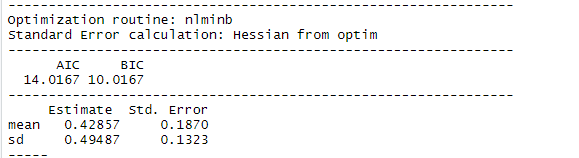 ---------------------------------------------------------------
Optimization routine: nlminb
Standard Error calculation: Hessian from optim
---------------------------------------------------------------
      AIC     BIC
  14.0167 10.0167
---------------------------------------------------------------
     Estimate  Std. Error
mean   0.42857     0.1870
sd     0.49487     0.1323
-----